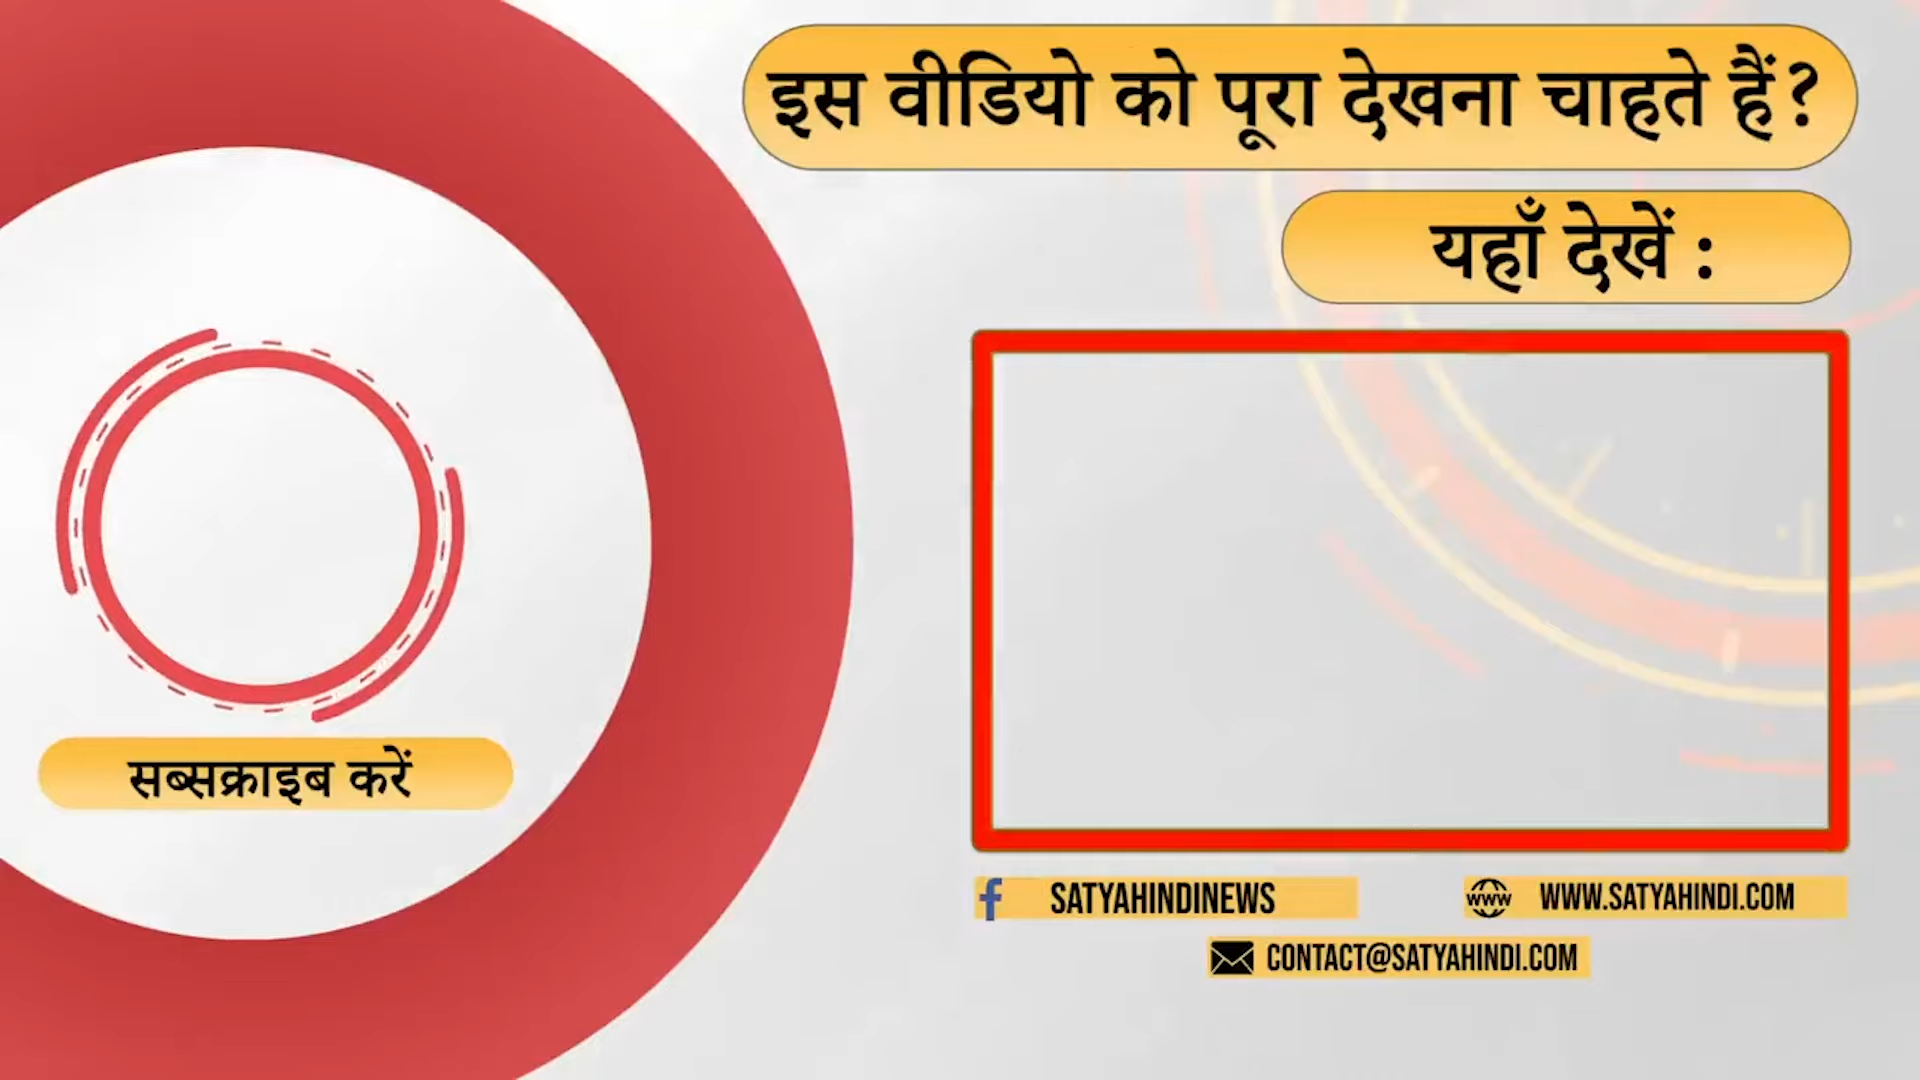 इस वीडियो को पूरा देखना चाहते हैं?
यहाँ देखें :
सब्सक्राइब करें
SATYAHINDINEWS
WWW.SATYAHINDI.COM
CONTACT@SATYAHINDI.COM